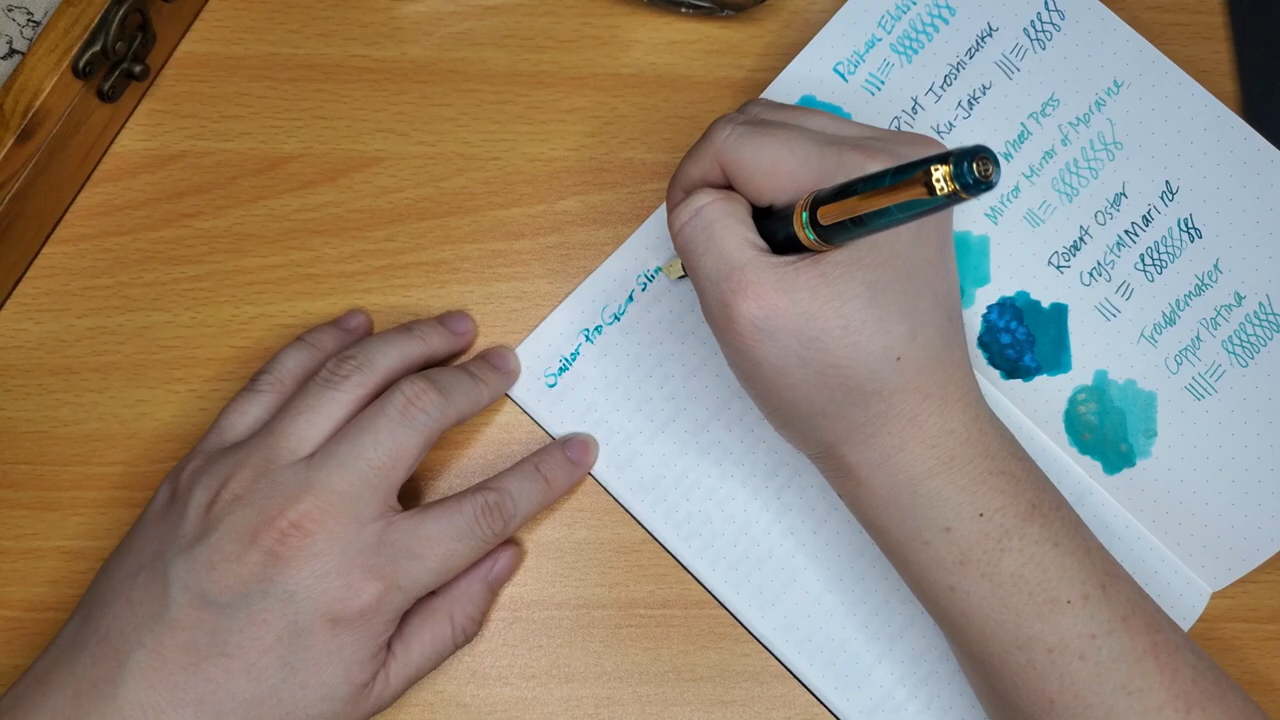 Sailor Pro Gear Slim
Pelikan
||| ≡ 8888888
Pilot Iroshizuku
Ku-Jaku ||| ≡ 8888
Wheel Press
Mirror Mirror of Moraine
||| ≡ 8888888
Robert Oster
Crystal Marine
||| ≡ 8888888
Troublemaker
Copper Patina
||| ≡ 8888888